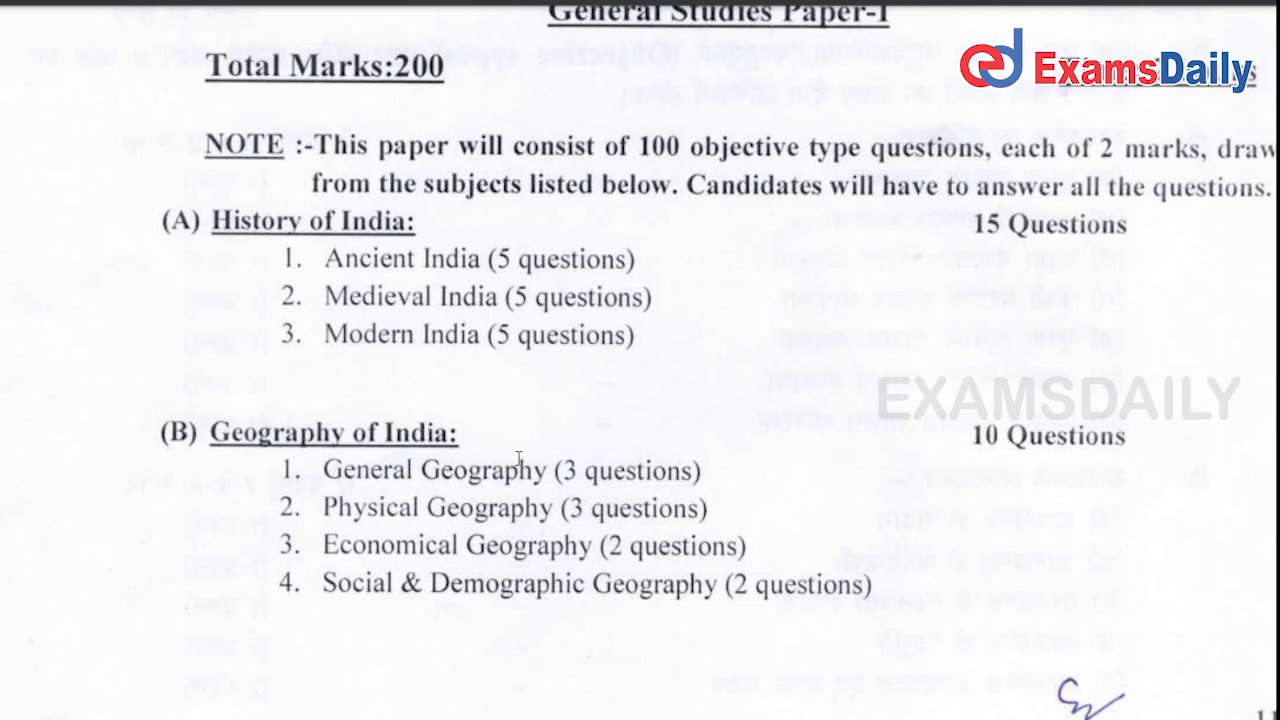 General Studies Paper-I
Total Marks:200
ExamsDaily
NOTE :-This paper will consist of 100 objective type questions, each of 2 marks, draw
from the subjects listed below. Candidates will have to answer all the questions.
(A) History of India: 15 Questions
1. Ancient India (5 questions)
2. Medieval India (5 questions)
3. Modern India (5 questions)
EXAMSDAILY
(B) Geography of India: 10 Questions
1. General Geography (3 questions)
2. Physical Geography (3 questions)
3. Economical Geography (2 questions)
4. Social & Demographic Geography (2 questions)